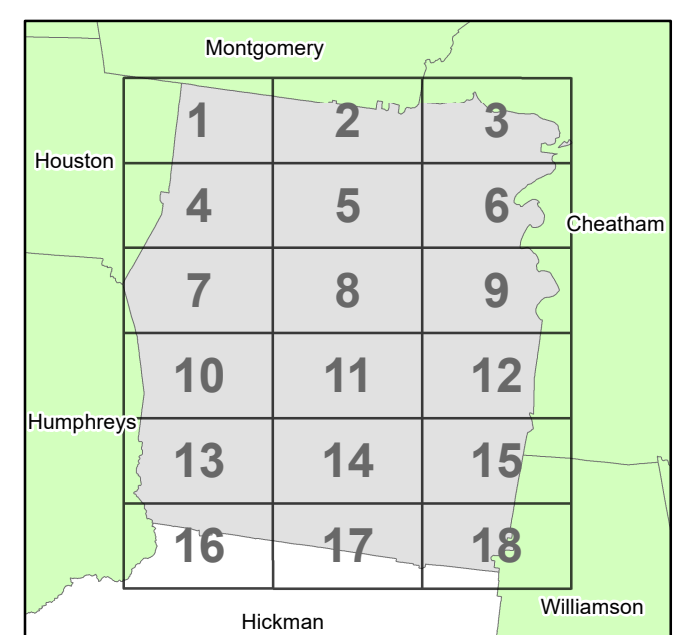 Montgomery
1 2 3
Houston
4 5 6
Cheatham
7 8 9
10 11 12
Humphreys
13 14 15
16 17 18
Williamson
Hickman